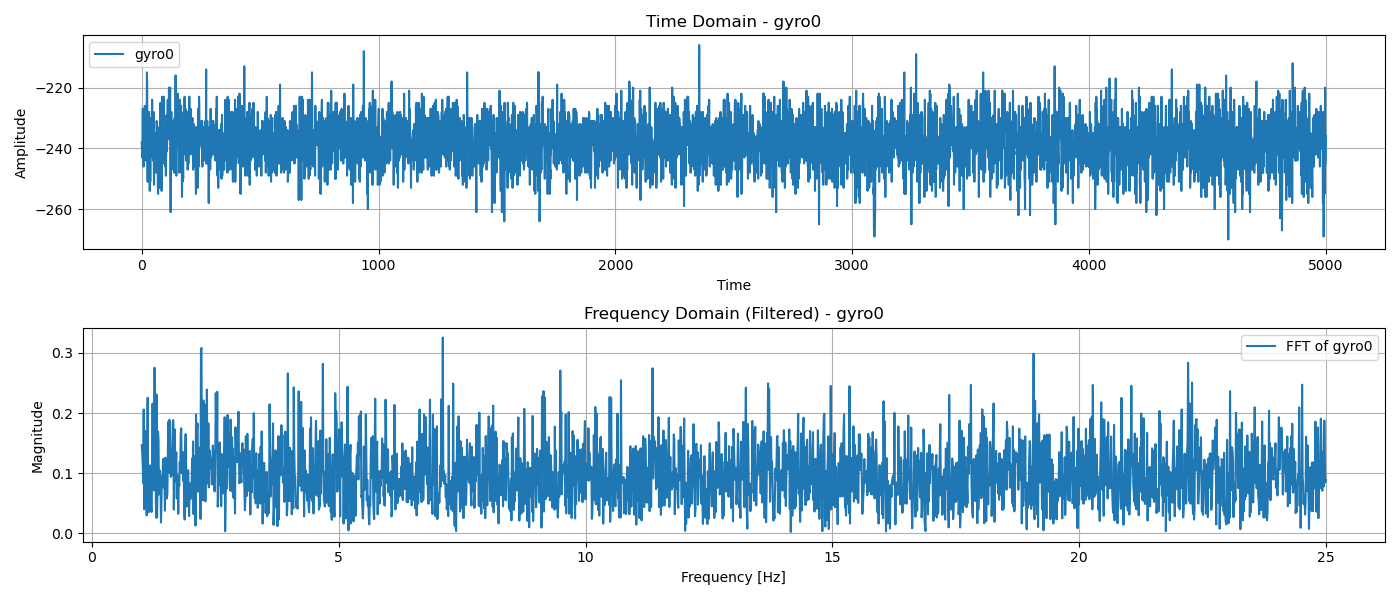 Time Domain - gyro0
gyro0
Amplitude
−220
−240
−260
0 1000 2000 3000 4000 5000
Time
Frequency Domain (Filtered) - gyro0
FFT of gyro0
Magnitude
0.3
0.2
0.1
0.0
0 5 10 15 20 25
Frequency [Hz]